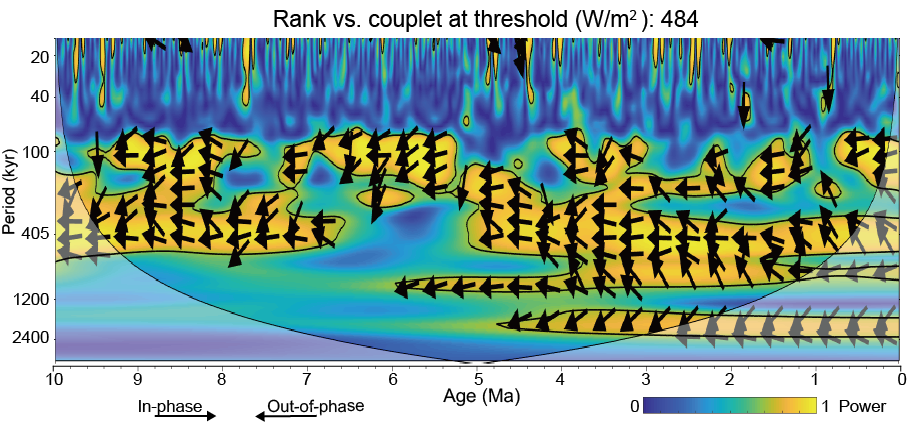 Rank vs. couplet at threshold (W/m²): 484
20
40
100
405
1200
2400
Period (kyr)
10 9 8 7 6 5 4 3 2 1 0
Age (Ma)
In-phase Out-of-phase
0 1 Power